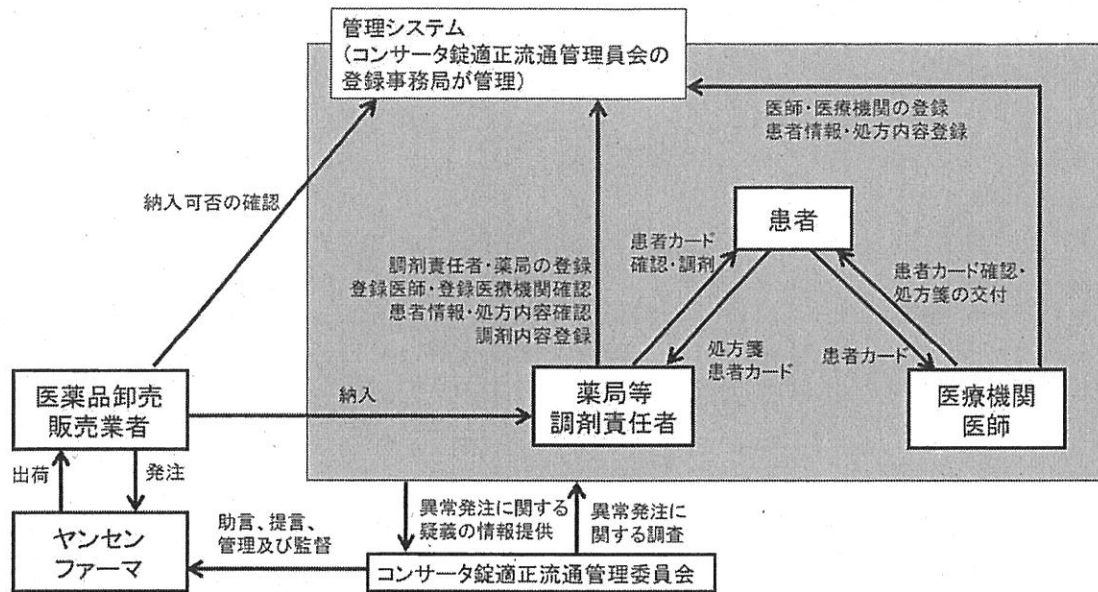 管理システム
(コンサータ錠適正流通管理員会の
登録事務局が管理)
医師・医療機関の登録
患者情報・処方内容登録
納入可否の確認
患者
患者カード
確認・調剤
調剤責任者・薬局の登録
登録医師・登録医療機関確認
患者情報・処方内容確認
調剤内容登録
患者カード確認・
処方箋の交付
処方箋
患者カード
患者カード
医薬品卸売
販売業者
納入
薬局等
調剤責任者
医療機関
医師
出荷
発注
異常発注に関する
疑義の情報提供
異常発注に
関する調査
ヤンセン
ファーマ
助言、提言、
管理及び監督
コンサータ錠適正流通管理委員会